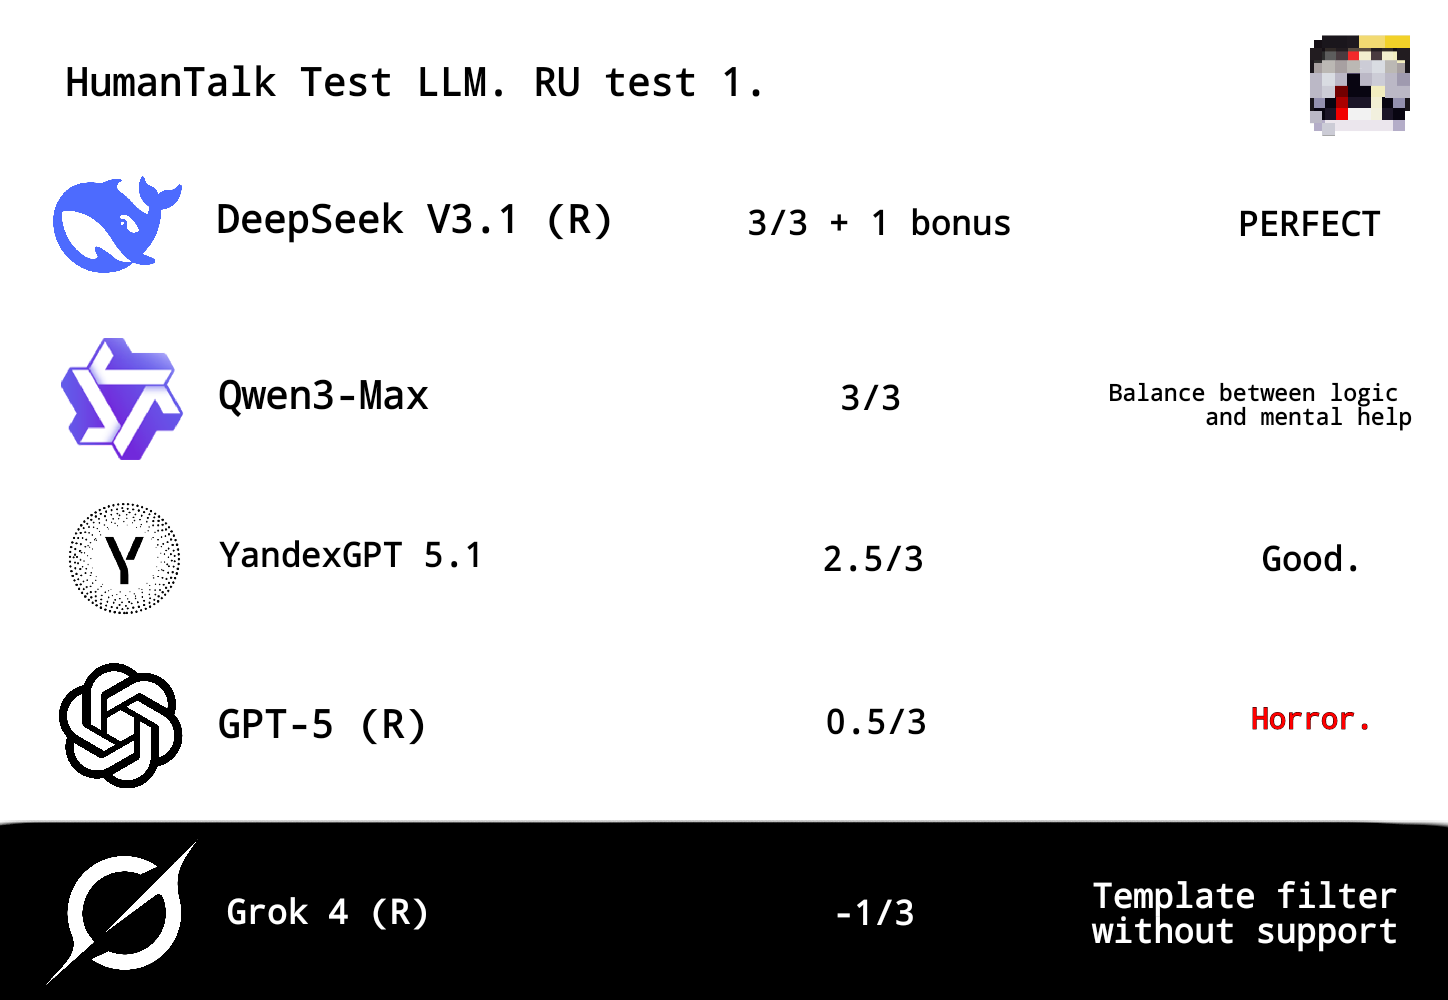 HumanTalk Test LLM. RU test 1.
DeepSeek V3.1 (R)
3/3 + 1 bonus
PERFECT
Qwen3-Max
3/3
Balance between logic
and mental help
Y
YandexGPT 5.1
2.5/3
Good.
GPT-5 (R)
0.5/3
Horror.
Grok 4 (R)
-1/3
Template filter
without support